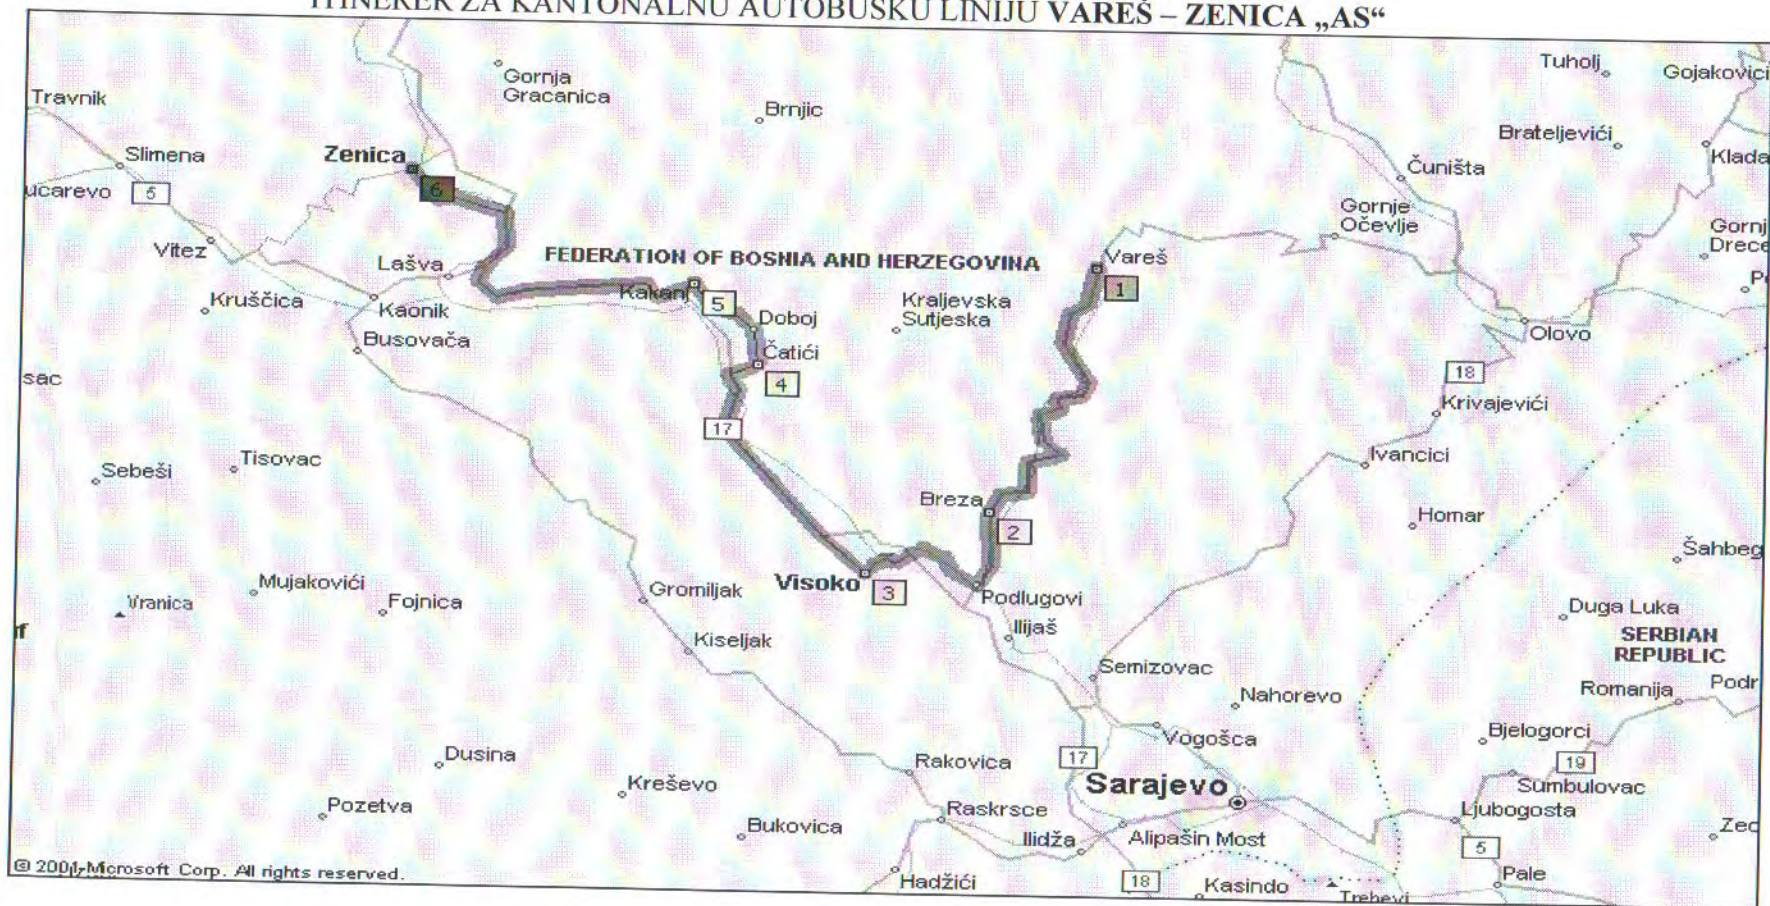 ITINERER ZA KANTONALNU AUTOBUSKU LINIJU VAREŠ – ZENICA „AS“
Tuholj
Gojakovici
Gornja
Gracanica
Travnik
Brnjic
Brateljevići
Klada
Slimena
Zenica
Čuništa
ucarevo
5
6
Gornje
Očevlje
Gornj
Drece
Vitez
Lašva
FEDERATION OF BOSNIA AND HERZEGOVINA
Vareš
1
Kakanj
5
Kraljevska
Sutjeska
Kruščica
Kaonik
Doboj
Olovo
Busovača
Čatići
4
18
sac
Krivajevići
17
Ivancici
Sebeši
Tisovac
Breza
2
Homar
Šahbeg
Visoko
3
Mujakovići
Gromiljak
Podlugovi
Vranica
Fojnica
Duga Luka
Ilijaš
SERBIAN
REPUBLIC
Kiseljak
Semizovac
Nahorevo
Romanija
Podr
Vogošća
Bjelogorci
Dusina
Rakovica
17
19
Sarajevo
Sumbulovac
Kreševo
Pozetva
Raskrsce
Ljubogosta
Bukovica
Ilidža
Alipašin Most
5
Zec
© 2001 Microsoft Corp. All rights reserved.
Hadžići
18
Kasindo
Trebevi
Pale